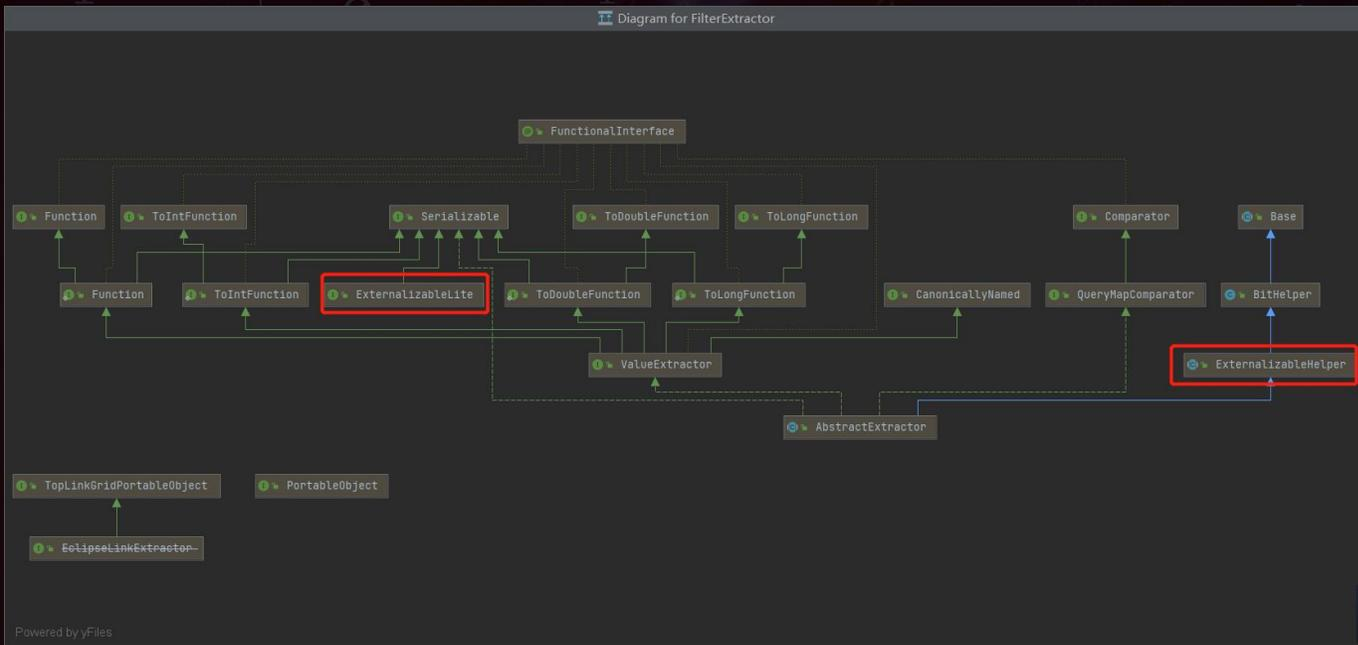 Diagram for FilterExtractor
FunctionalInterface
Function
ToIntFunction
Serializable
ToDoubleFunction
ToLongFunction
Comparator
Base
Function
ToIntFunction
ExternalizableLite
ToDoubleFunction
ToLongFunction
CanonicallyNamed
QueryMapComparator
BitHelper
ValueExtractor
ExternalizableHelper
AbstractExtractor
TopLinkGridPortableObject
PortableObject
EclipseLinkExtractor
Powered by yFiles